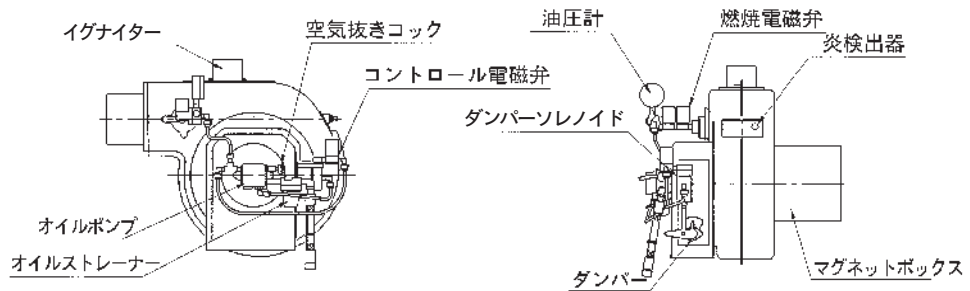 イグナイター
空気抜きコック
コントロール電磁弁
オイルポンプ
オイルストレーナー
油圧計
燃焼電磁弁
炎検出器
ダンパーソレノイド
ダンパー
マグネットボックス